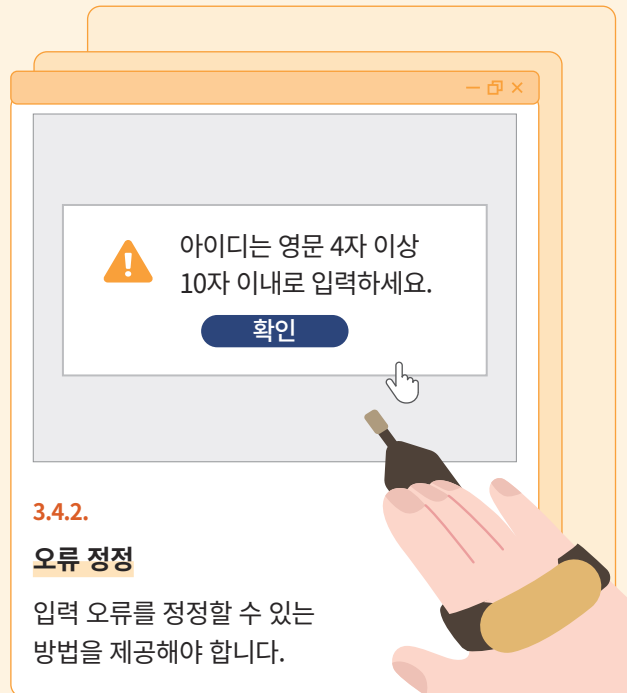 아이디는 영문 4자 이상
10자 이내로 입력하세요.
확인
3.4.2.
오류 정정
입력 오류를 정정할 수 있는
방법을 제공해야 합니다.